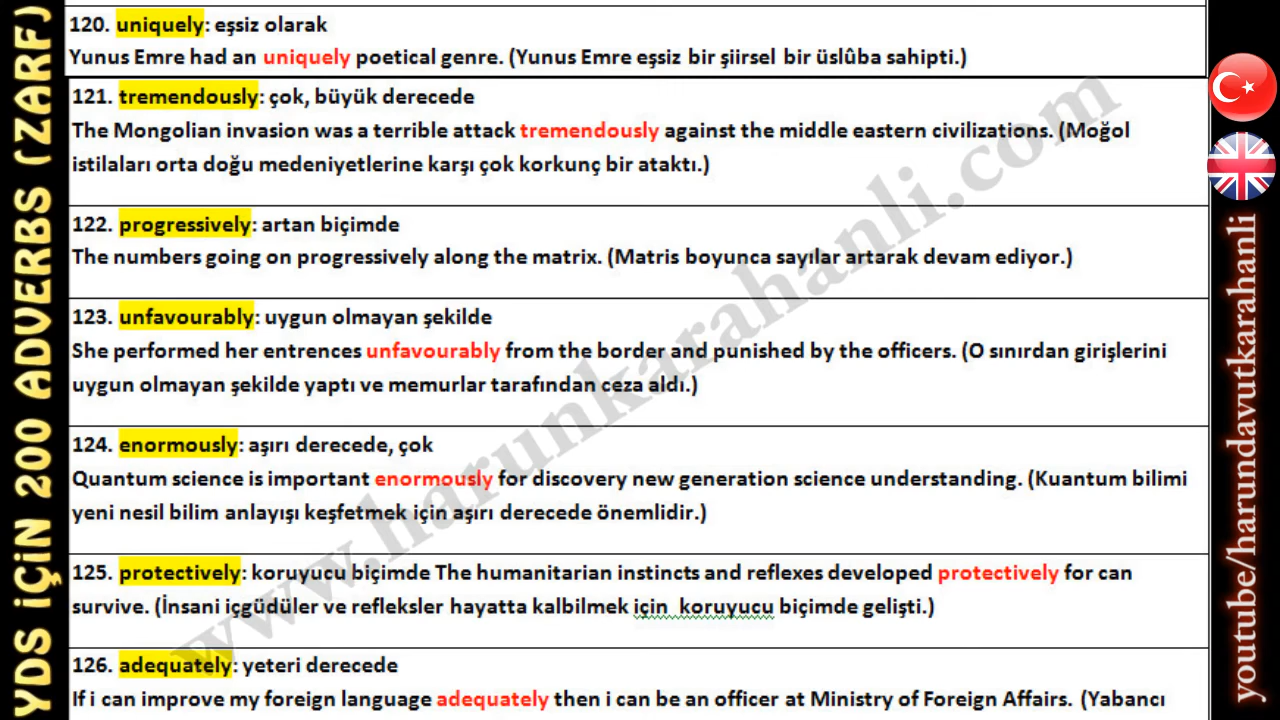 YDS İÇİN 200 ADVERBS (ZARF)
120. uniquely: eşsiz olarak
Yunus Emre had an uniquely poetical genre. (Yunus Emre eşsiz bir şiirsel bir üslûba sahipti.)
121. tremendously: çok, büyük derecede
The Mongolian invasion was a terrible attack tremendously against the middle eastern civilizations. (Moğol
istilaları orta doğu medeniyetlerine karşı çok korkunç bir ataktı.)
122. progressively: artan biçimde
The numbers going on progressively along the matrix. (Matris boyunca sayılar artarak devam ediyor.)
123. unfavourably: uygun olmayan şekilde
She performed her entrences unfavourably from the border and punished by the officers. (O sınırdan girişlerini
uygun olmayan şekilde yaptı ve memurlar tarafından ceza aldı.)
124. enormously: aşırı derecede, çok
Quantum science is important enormously for discovery new generation science understanding. (Kuantum bilimi
yeni nesil bilim anlayışı keşfetmek için aşırı derecede önemlidir.)
125. protectively: koruyucu biçimde The humanitarian instincts and reflexes developed protectively for can
survive. (İnsani içgüdüler ve refleksler hayatta kalbilmek için koruyucu biçimde gelişti.)
126. adequately: yeteri derecede
If i can improve my foreign language adequately then i can be an officer at Ministry of Foreign Affairs. (Yabancı
www.harunkarahanli.com
youtube/harundavutkarahanli